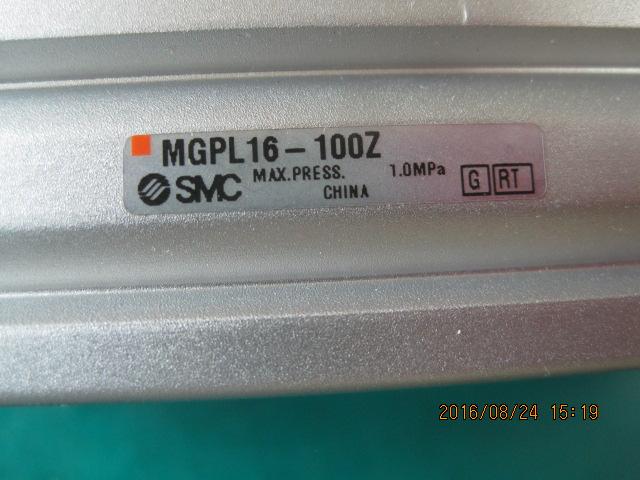 MGPL16-100Z
SMC MAX.PRESS. 1.0MPa
CHINA
G RT
2016/08/24 15:19